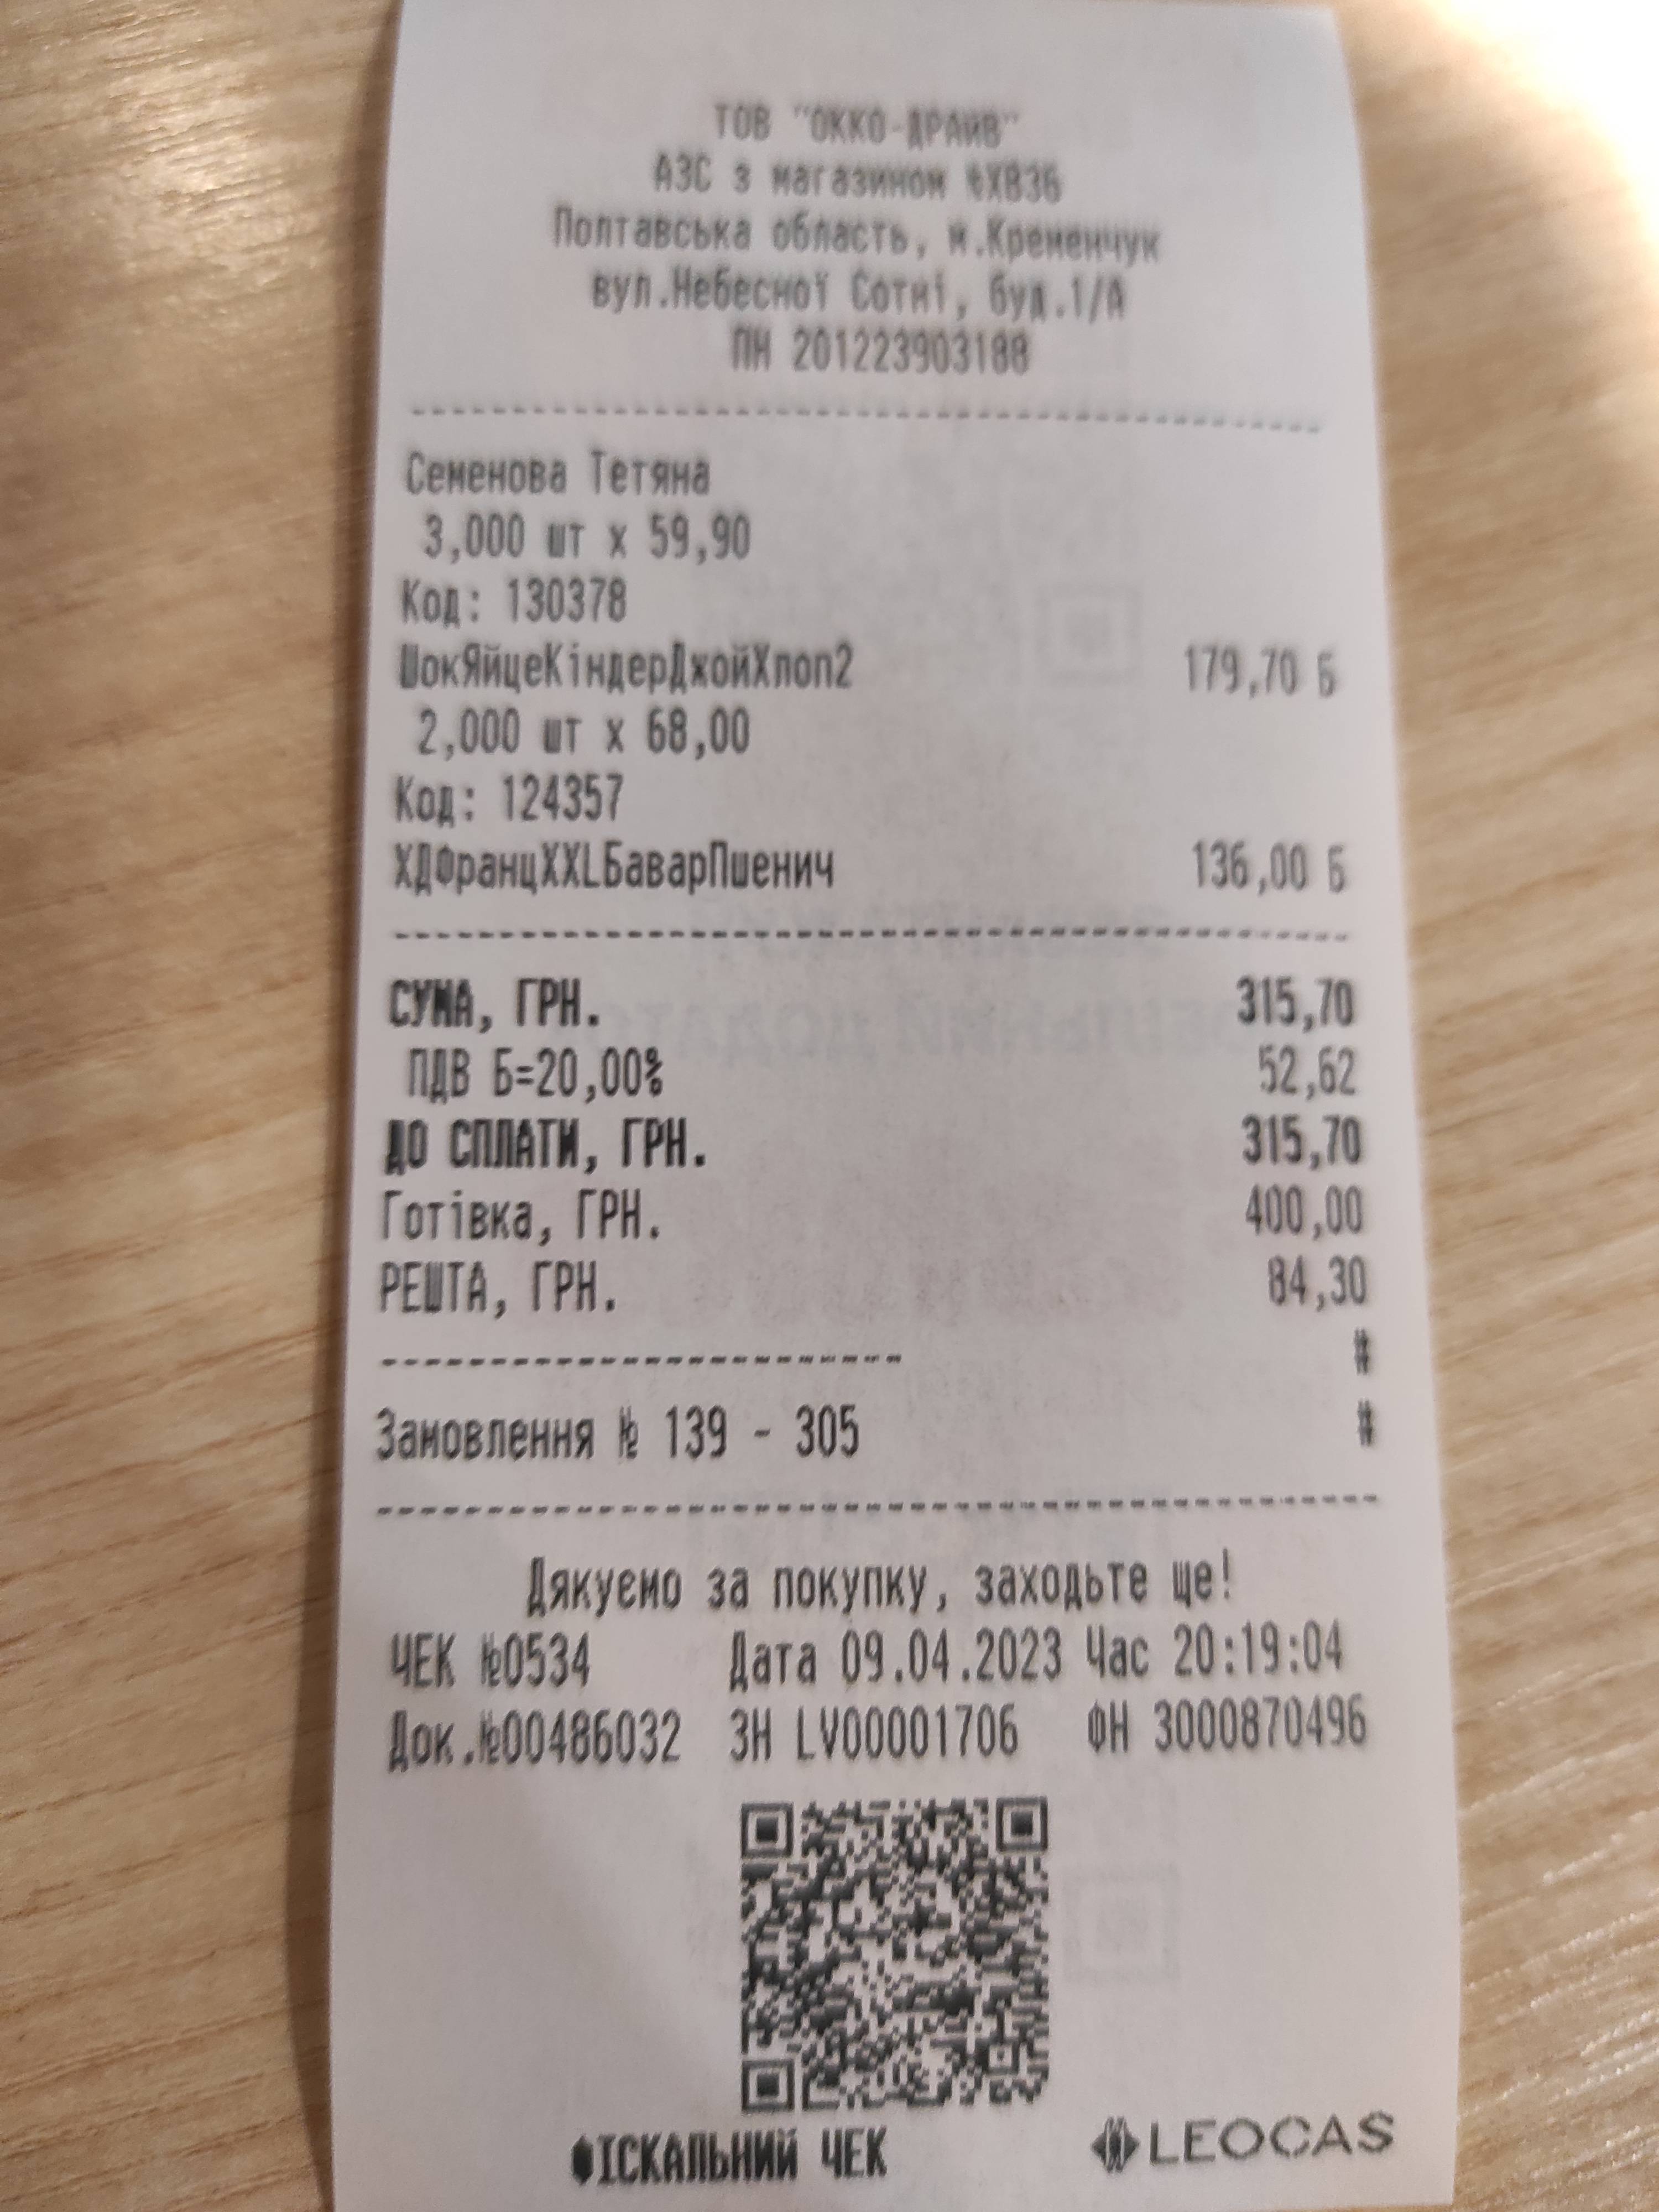 ТОВ "ОККО-ДРАЙВ"
АЗС з магазином
Полтавська область, м.Кременчук
вул.Небесної Сотні, буд.1/А
ПН 201223903188
Семенова Тетяна
3,000 шт x 59,90
Код: 130378
ШокЯйцеКіндерДжойХлоп2 179,70 Б
2,000 шт x 68,00
Код: 124357
ХДФранцXXLБаварПшенич 136,00 Б
СУМА, ГРН. 315,70
ПДВ Б=20,00% 52,62
ДО СПЛАТИ, ГРН. 315,70
Готівка, ГРН. 400,00
РЕШТА, ГРН. 84,30
#
Замовлення № 139 - 305 #
Дякуємо за покупку, заходьте ще!
ЧЕК №0534 Дата 09.04.2023 Час 20:19:04
Док.№00486032 ЗН LV00001706 ФН 3000870496
ФІСКАЛЬНИЙ ЧЕК LEOCAS